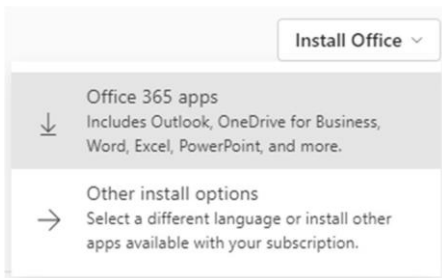 Install Office
Office 365 apps
Includes Outlook, OneDrive for Business,
Word, Excel, PowerPoint, and more.
Other install options
Select a different language or install other
apps available with your subscription.